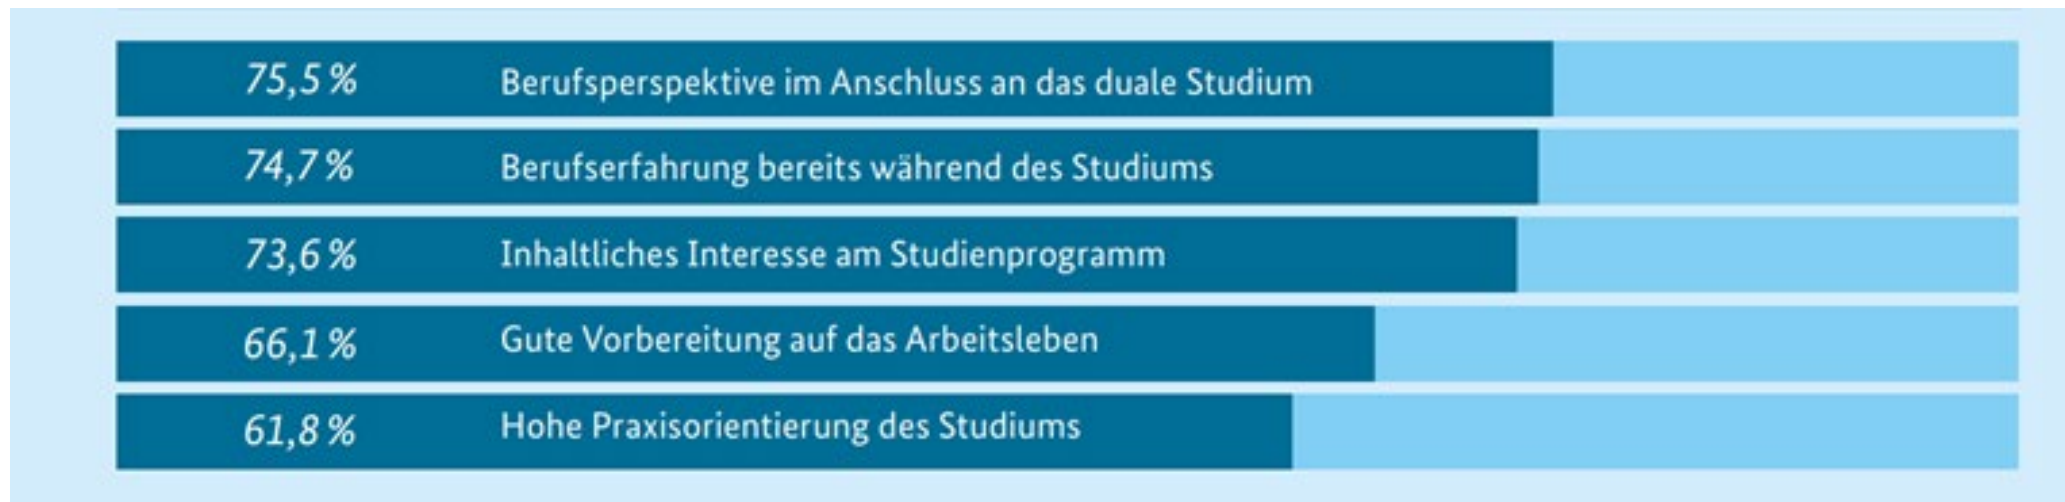 75,5 % Berufsperspektive im Anschluss an das duale Studium
74,7 % Berufserfahrung bereits während des Studiums
73,6 % Inhaltliches Interesse am Studienprogramm
66,1 % Gute Vorbereitung auf das Arbeitsleben
61,8 % Hohe Praxisorientierung des Studiums